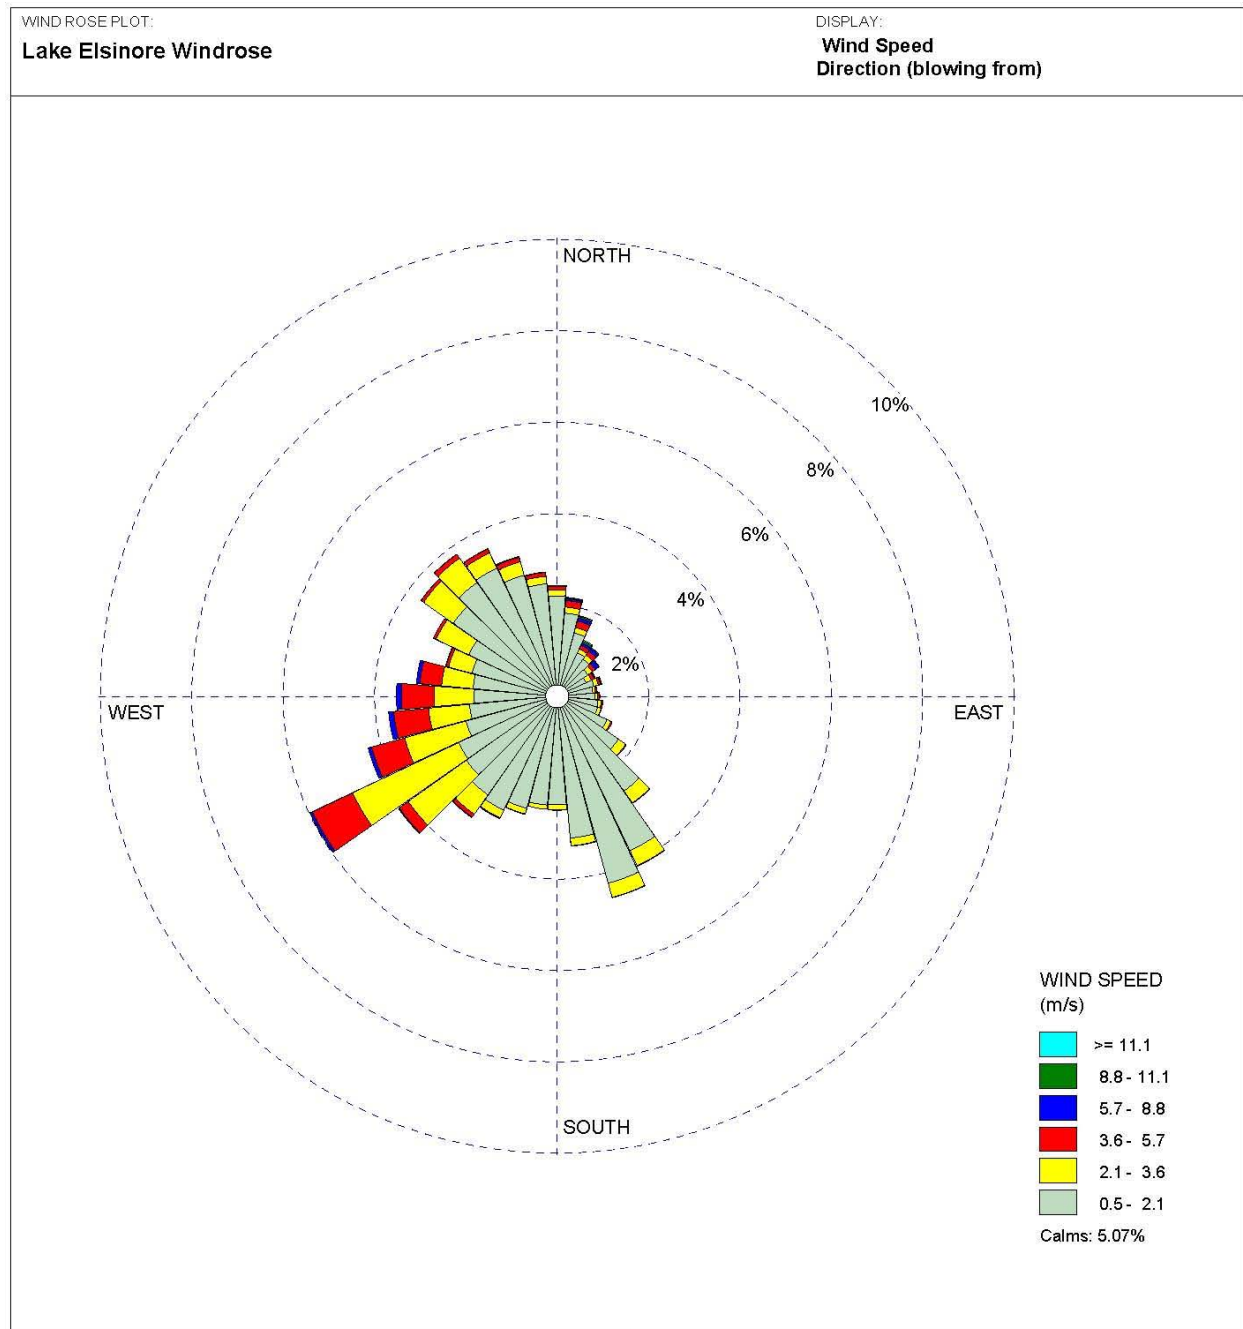 WIND ROSE PLOT:
Lake Elsinore Windrose
DISPLAY:
Wind Speed
Direction (blowing from)
NORTH
10%
8%
6%
4%
2%
WEST
EAST
SOUTH
WIND SPEED
(m/s)
>= 11.1
8.8 - 11.1
5.7 - 8.8
3.6 - 5.7
2.1 - 3.6
0.5 - 2.1
Calms: 5.07%